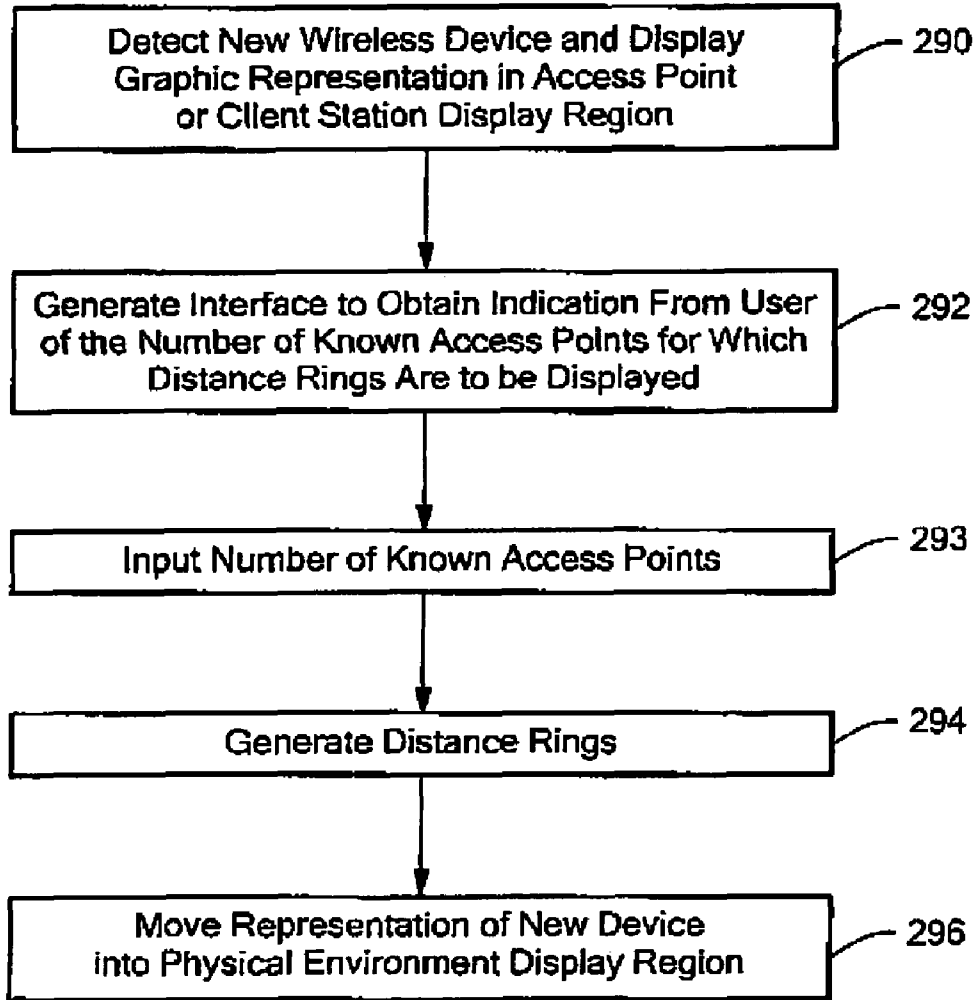 Detect New Wireless Device and Display
Graphic Representation in Access Point
or Client Station Display Region
290
Generate Interface to Obtain Indication From User
of the Number of Known Access Points for Which
Distance Rings Are to be Displayed
292
Input Number of Known Access Points
293
Generate Distance Rings
294
Move Representation of New Device
into Physical Environment Display Region
296